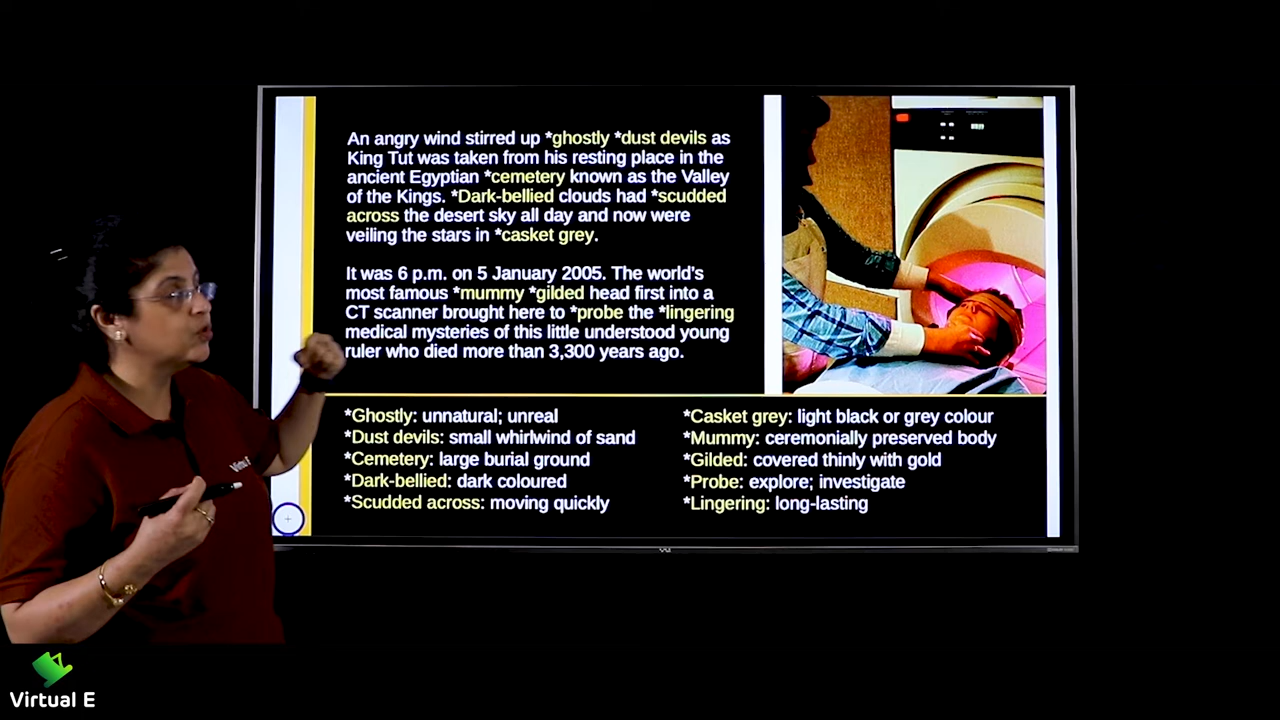 An angry wind stirred up *ghostly *dust devils as
King Tut was taken from his resting place in the
ancient Egyptian *cemetery known as the Valley
of the Kings. *Dark-bellied clouds had *scudded
across the desert sky all day and now were
veiling the stars in *casket grey.
It was 6 p.m. on 5 January 2005. The world's
most famous *mummy *gilded head first into a
CT scanner brought here to *probe the *lingering
medical mysteries of this little understood young
ruler who died more than 3,300 years ago.
*Ghostly: unnatural; unreal
*Dust devils: small whirlwind of sand
*Cemetery: large burial ground
*Dark-bellied: dark coloured
*Scudded across: moving quickly
*Casket grey: light black or grey colour
*Mummy: ceremonially preserved body
*Gilded: covered thinly with gold
*Probe: explore; investigate
*Lingering: long-lasting
Virtual E